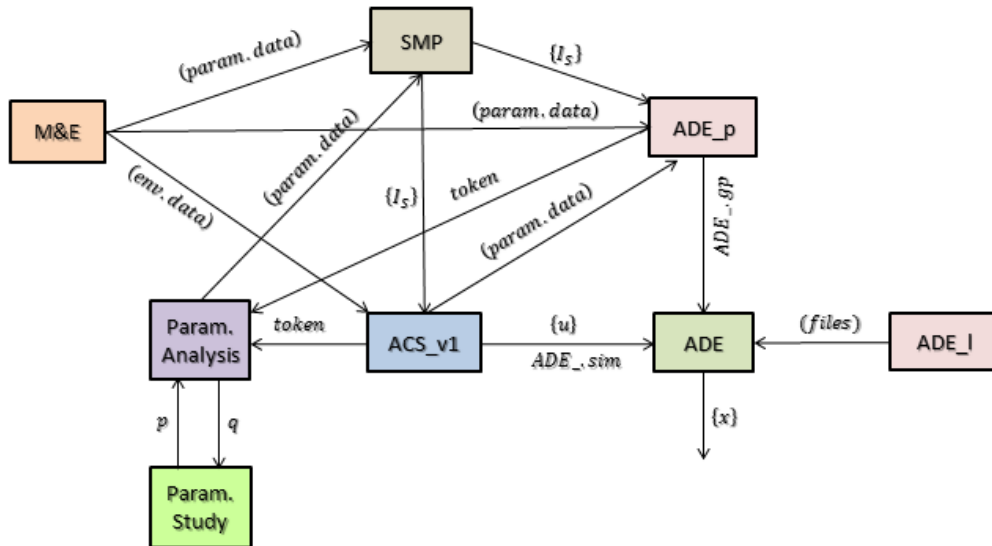 SMP
{I_S}
(param. data)
(param. data)
M&E
ADE_p
(param. data)
token
(env. data)
{I_S}
(param. data)
ADE_. gp
Param.
Analysis
token
ACS_v1
{u}
ADE_. sim
ADE
(files)
ADE_l
p
q
{x}
Param.
Study